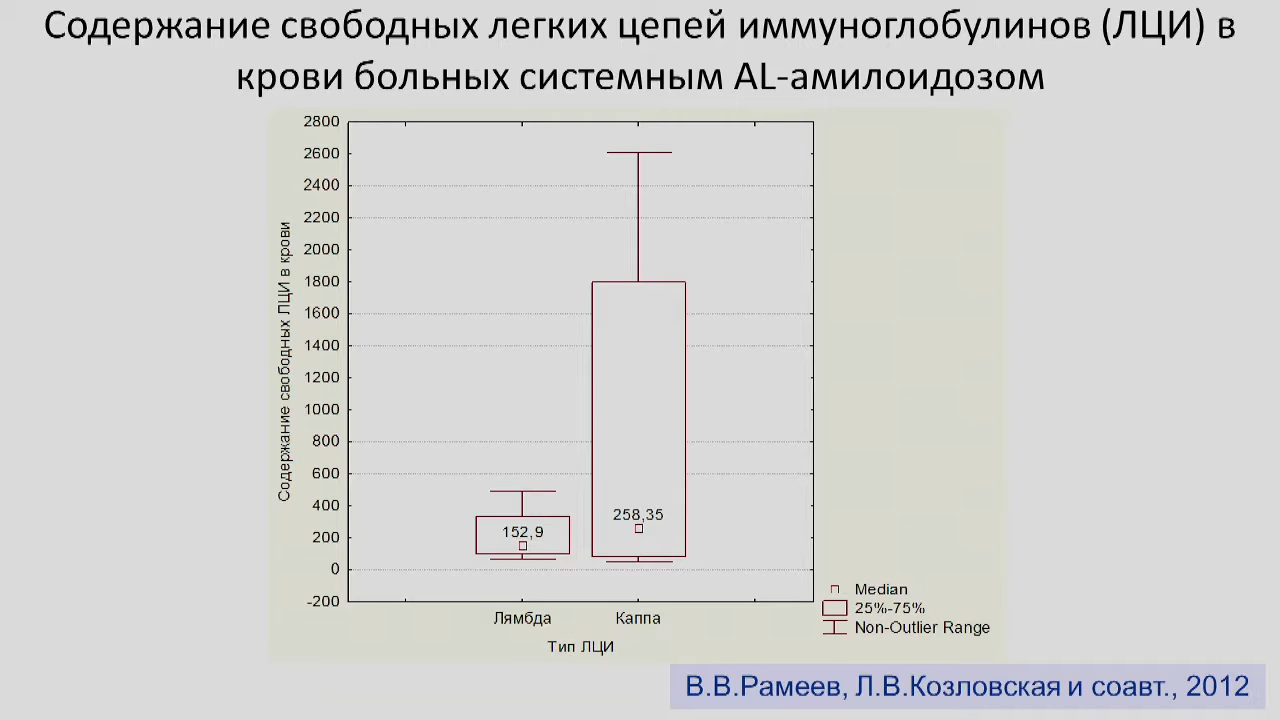 Содержание свободных легких цепей иммуноглобулинов (ЛЦИ) в
крови больных системным AL-амилоидозом
2800
2600
2400
2200
2000
1800
1600
1400
1200
1000
800
600
400
200
0
-200
Содержание свободных ЛЦИ в крови
152,9
258,35
Лямбда
Каппа
Тип ЛЦИ
Median
25%-75%
Non-Outlier Range
В.В.Рамеев, Л.В.Козловская и соавт., 2012